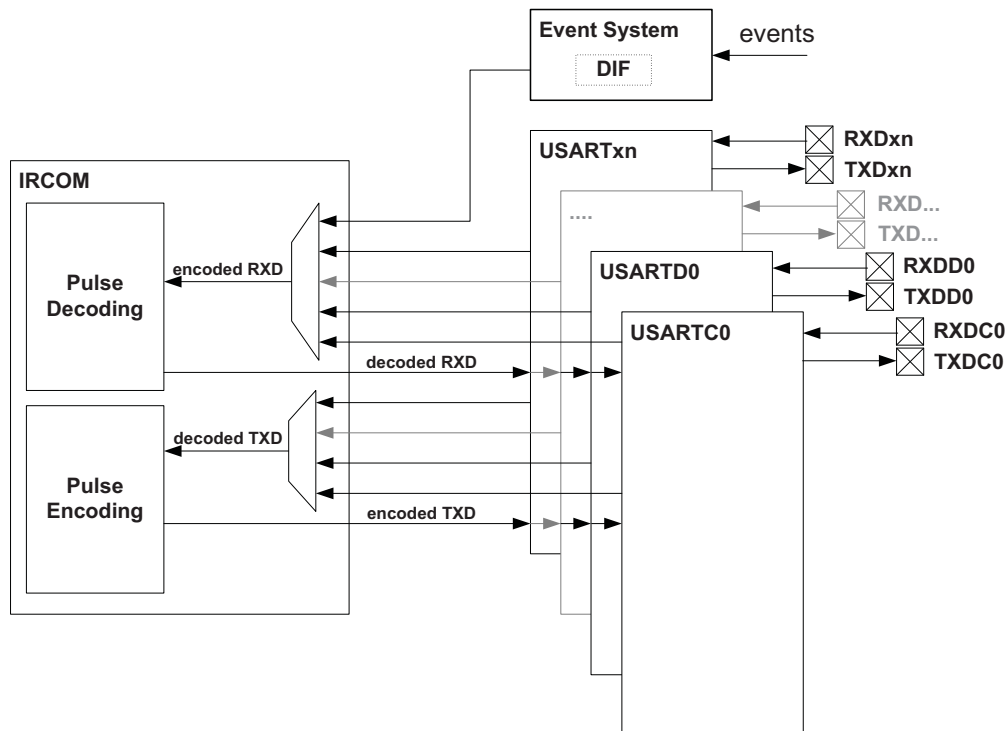 Event System
events
DIF
USARTxn
RXDxn
TXDxn
IRCOM
....
RXD...
TXD...
Pulse
Decoding
encoded RXD
USARTD0
RXDD0
TXDD0
USARTC0
RXDC0
TXDC0
decoded RXD
decoded TXD
Pulse
Encoding
encoded TXD